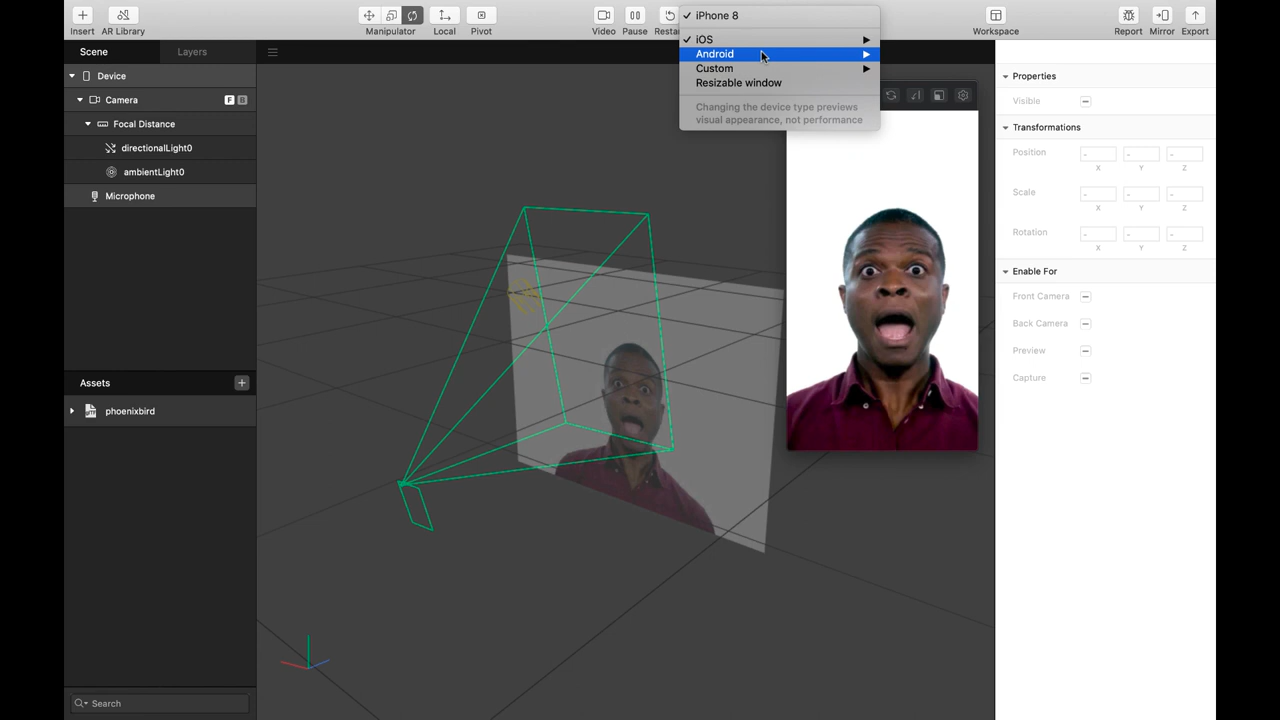 Insert
AR Library
Manipulator
Local
Pivot
Video
Pause
Restar
Workspace
Report
Mirror
Export
iPhone 8
iOS
Android
Custom
Resizable window
Changing the device type previews
visual appearance, not performance
Scene
Layers
Device
Camera
F
B
Focal Distance
directionalLight0
ambientLight0
Microphone
Assets
phoenixbird
Search
Properties
Visible
Transformations
Position
- - -
X Y Z
Scale
- - -
X Y Z
Rotation
- - -
X Y Z
Enable For
Front Camera
Back Camera
Preview
Capture